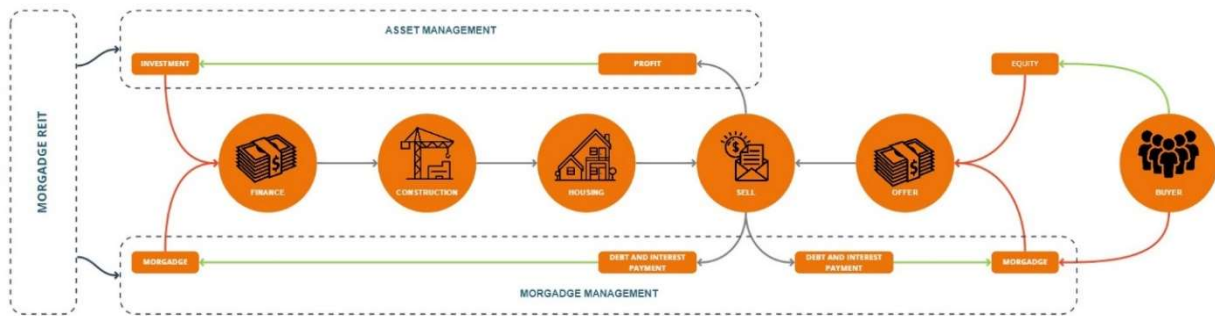 ASSET MANAGEMENT
INVESTMENT
PROFIT
EQUITY
MORGADGE REIT
FINANCE
CONSTRUCTION
HOUSING
SELL
OFFER
BUYER
MORGADGE
DEBT AND INTEREST
PAYMENT
DEBT AND INTEREST
PAYMENT
MORGADGE
MORGADGE MANAGEMENT